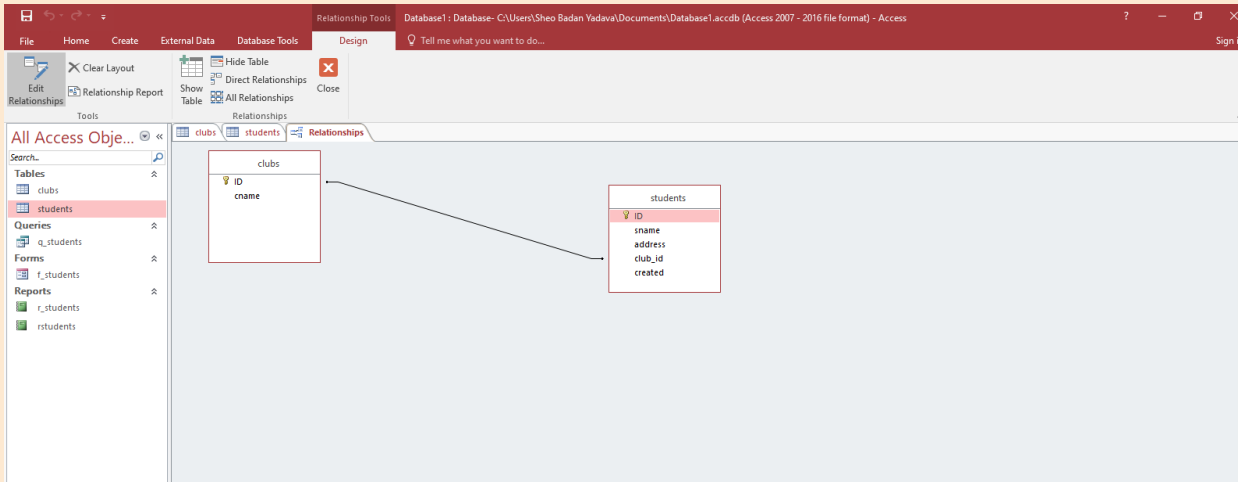 Relationship Tools
Database1 : Database- C:\Users\Sheo Badan Yadava\Documents\Database1.accdb (Access 2007 - 2016 file format) - Access
?
File Home Create External Data Database Tools Design Tell me what you want to do... Sign i
Edit Relationships
Clear Layout
Relationship Report
Tools
Show Table
Hide Table
Direct Relationships
All Relationships
Relationships
Close
All Access Obje...
Search...
Tables
clubs
students
Queries
q_students
Forms
f_students
Reports
r_students
rstudents
clubs students Relationships
clubs
ID
cname
students
ID
sname
address
club_id
created